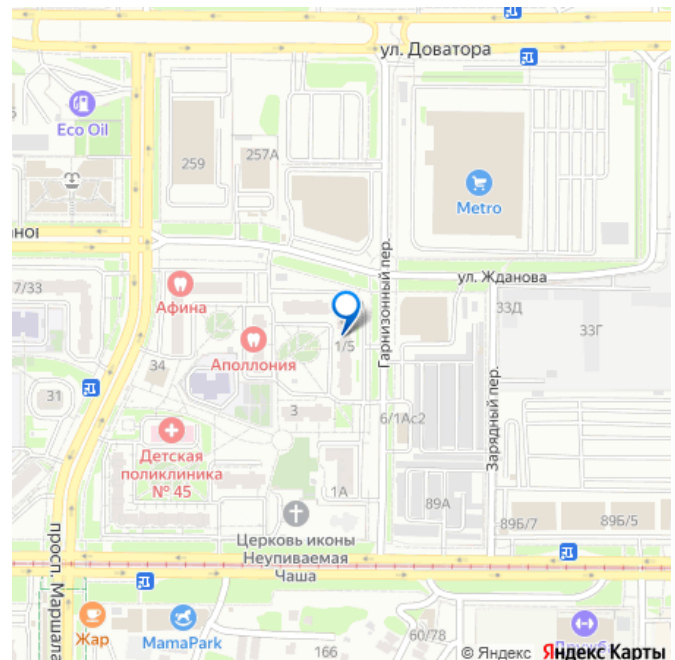 ул. Доватора
Eco Oil
257А
259
Metro
ул. Жданова
Гарнизонный пер.
7/33
Афина
33Д
33Г
Аполлония
1/5
34
31
3
6/1Ас2
Зарядный пер.
Детская
поликлиника
№ 45
1А
89А
89Б/7
89Б/5
Церковь иконы
Неупиваемая
Чаша
просп. Маршала
Жар
MamaPark
166
60/78
Дружба
© Яндекс Яндекс Карты